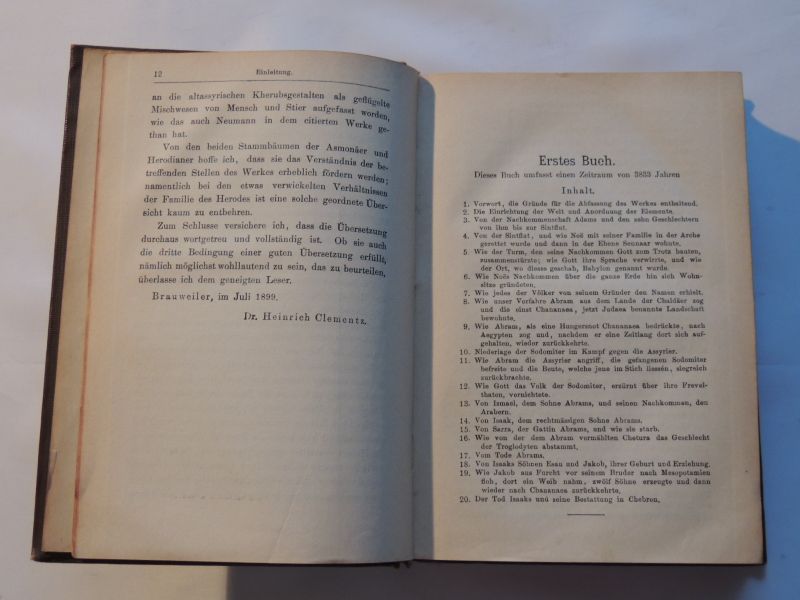 12
Einleitung.
an die altassyrischen Kherubsgestalten als geflügelte
Mischwesen von Mensch und Stier aufgefasst worden,
wie das auch Neumann in dem citierten Werke ge-
than hat.
Von den beiden Stammbäumen der Asmonäer und
Herodianer hoffe ich, dass sie das Verständnis der be-
treffenden Stellen des Werkes erheblich fördern werden;
namentlich bei den etwas verwickelten Verhältnissen
der Familie des Herodes ist eine solche geordnete Über-
sicht kaum zu entbehren.
Zum Schlusse versichere ich, dass die Übersetzung
durchaus wortgetreu und vollständig ist. Ob sie auch
die dritte Bedingung einer guten Übersetzung erfülls,
nämlich möglichst wohllautend zu sein, das zu beurteilen,
überlasse ich dem geneigten Leser.
Brauweiler, im Juli 1899.
Dr. Heinrich Clementz.
Erstes Buch.
Dieses Buch umfasst einen Zeitraum von 3833 Jahren
Inhalt.
1. Vorwort, die Gründe für die Abfassung des Werkes enthaltend.
2. Die Einrichtung der Welt und Anordnung der Elemente.
3. Von der Nachkommenschaft Adams und den zehn Geschlechtern
von ihm bis zur Sintflut.
4. Von der Sintflut, und wie Noë mit seiner Familie in der Arche
gerettet wurde und dann in der Ebene Sennaar wohnte.
5. Wie der Turm, den seine Nachkommen Gott zum Trotz bauten,
zusammenstürzte; wie Gott ihre Sprache verwirrte, und wie
der Ort, wo dieses geschah, Babylon genannt wurde.
6. Wie Noës Nachkommen über die ganze Erde hin sich Wohn-
sitze gründeten.
7. Wie jedes der Völker von seinem Gründer den Namen erhielt.
8. Wie unser Vorfahre Abram aus dem Lande der Chaldäer zog
und die einst Chananaea, jetzt Judaea benannte Landschaft
bewohnte.
9. Wie Abram, als eine Hungersnot Chananaea bedrückte, nach
Aegypten zog und, nachdem er eine Zeitlang dort sich auf-
gehalten, wieder zurückkehrte.
10. Niederlage der Sodomiter im Kampf gegen die Assyrier.
11. Wie Abram die Assyrier angriff, die gefangenen Sodomiter
befreite und die Beute, welche jene im Stich liessen, siegreich
zurückbrachte.
12. Wie Gott das Volk der Sodomiter, erzürnt über ihre Frevel-
thaten, vernichtete.
13. Von Ismael, dem Sohne Abrams, und seinen Nachkommen, den
Arabern.
14. Von Isaak, dem rechtmässigen Sohne Abrams.
15. Von Sarra, der Gattin Abrams, und wie sie starb.
16. Wie von der dem Abram vermählten Chetura das Geschlecht
der Troglodyten abstammt.
17. Vom Tode Abrams.
18. Von Isaaks Söhnen Esau und Jakob, ihrer Geburt und Erziehung.
19. Wie Jakob aus Furcht vor seinem Bruder nach Mesopotamien
floh, dort ein Weib nahm, zwölf Söhne erzeugte und dann
wieder nach Chananaea zurückkehrte.
20. Der Tod Isaaks und seine Bestattung in Chebron.